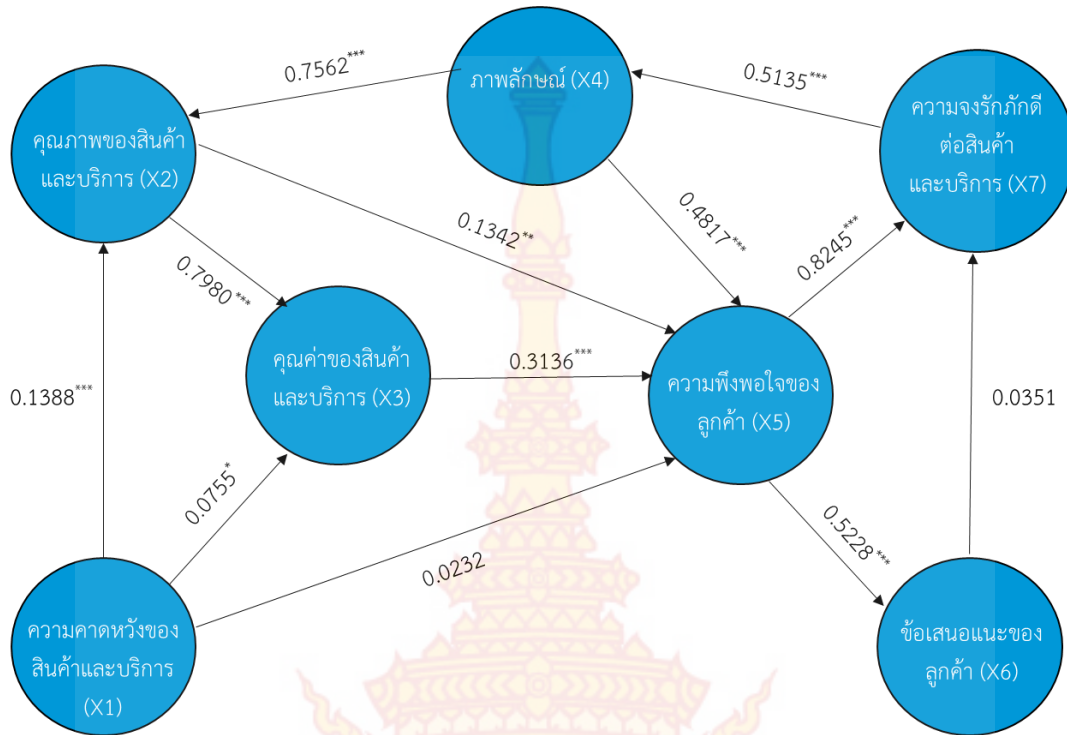 0.7562***
ภาพลักษณ์ (X4)
0.5135***
คุณภาพของสินค้า
และบริการ (X2)
ความจงรักภักดี
ต่อสินค้า
และบริการ (X7)
0.1342**
0.4817***
0.8245***
0.7980***
คุณค่าของสินค้า
และบริการ (X3)
0.3136***
ความพึงพอใจของ
ลูกค้า (X5)
0.1388***
0.0351
0.0755*
0.0232
0.5228***
ความคาดหวังของ
สินค้าและบริการ
(X1)
ข้อเสนอแนะของ
ลูกค้า (X6)